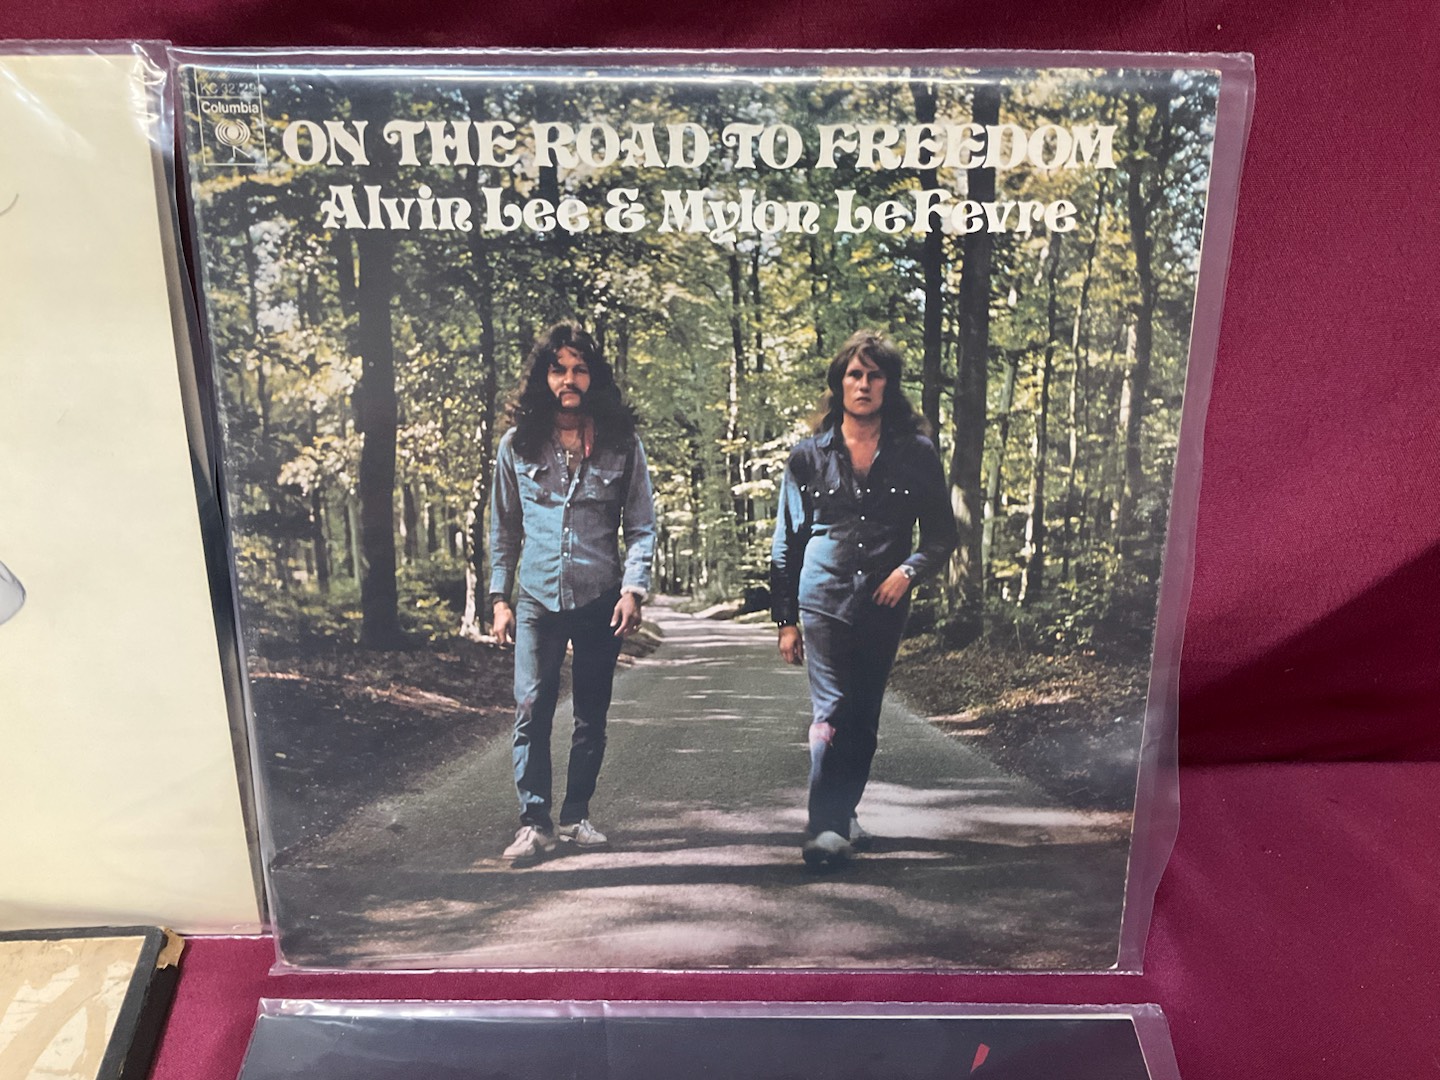 Columbia
ON THE ROAD TO FREEDOM
Alvin Lee & Mylon LeFevre